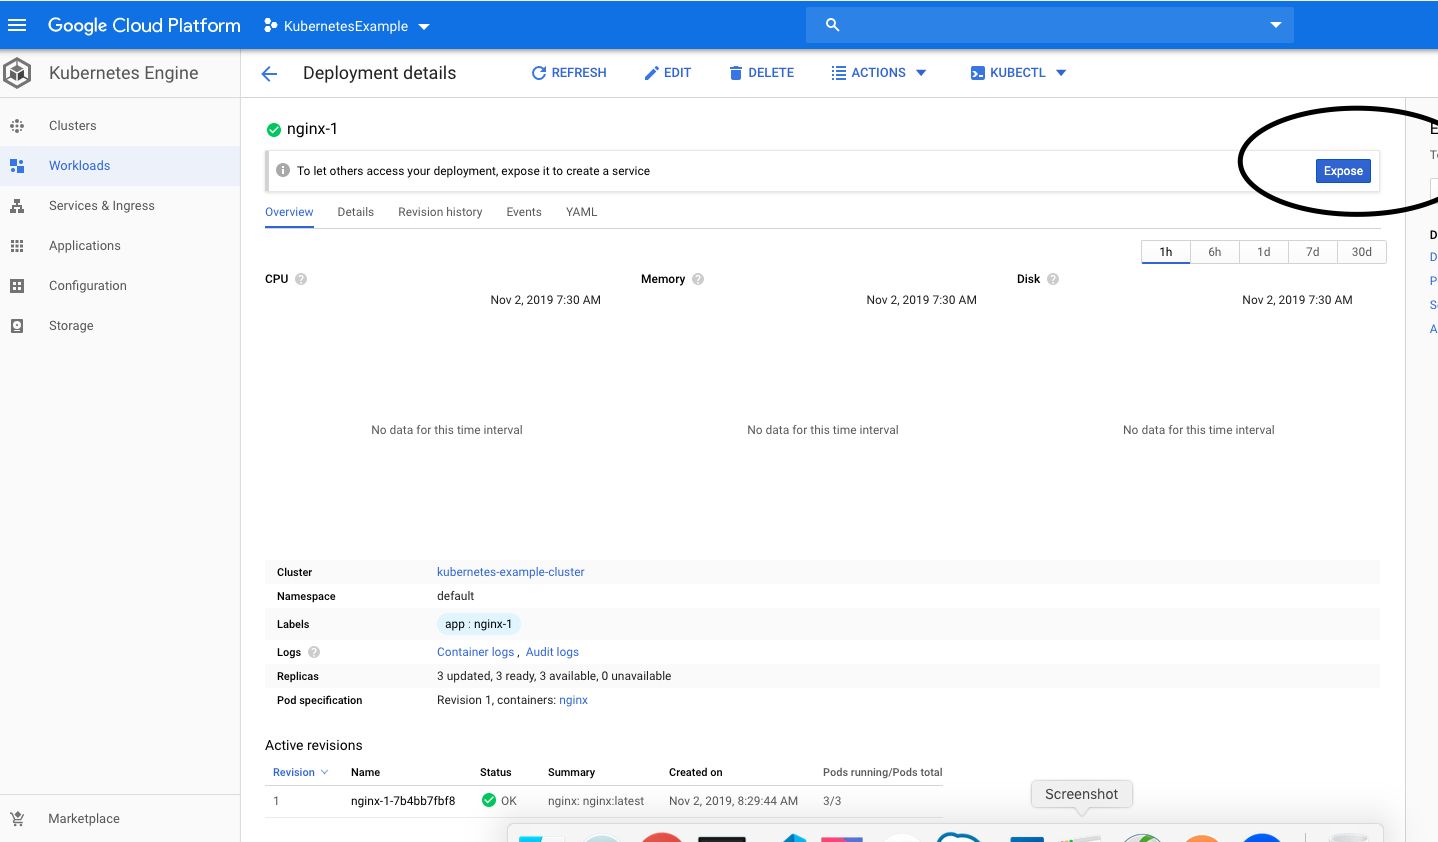 Google Cloud Platform
KubernetesExample
Kubernetes Engine
Deployment details
REFRESH
EDIT
DELETE
ACTIONS
KUBECTL
Clusters
Workloads
Services & Ingress
Applications
Configuration
Storage
Marketplace
nginx-1
To let others access your deployment, expose it to create a service
Expose
Overview Details Revision history Events YAML
1h 6h 1d 7d 30d
CPU
Nov 2, 2019 7:30 AM
No data for this time interval
Memory
Nov 2, 2019 7:30 AM
No data for this time interval
Disk
Nov 2, 2019 7:30 AM
No data for this time interval
Cluster kubernetes-example-cluster
Namespace default
Labels app : nginx-1
Logs Container logs , Audit logs
Replicas 3 updated, 3 ready, 3 available, 0 unavailable
Pod specification Revision 1, containers: nginx
Active revisions
Revision Name Status Summary Created on Pods running/Pods total
1 nginx-1-7b4bb7fbf8 OK nginx: nginx:latest Nov 2, 2019, 8:29:44 AM 3/3
Screenshot